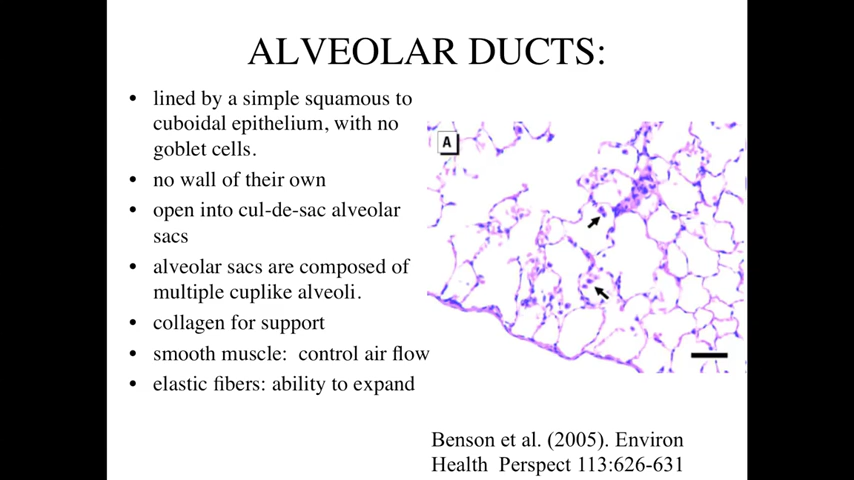 ALVEOLAR DUCTS:
• lined by a simple squamous to
cuboidal epithelium, with no
goblet cells.
• no wall of their own
• open into cul-de-sac alveolar
sacs
• alveolar sacs are composed of
multiple cuplike alveoli.
• collagen for support
• smooth muscle: control air flow
• elastic fibers: ability to expand
A
Benson et al. (2005). Environ
Health Perspect 113:626-631